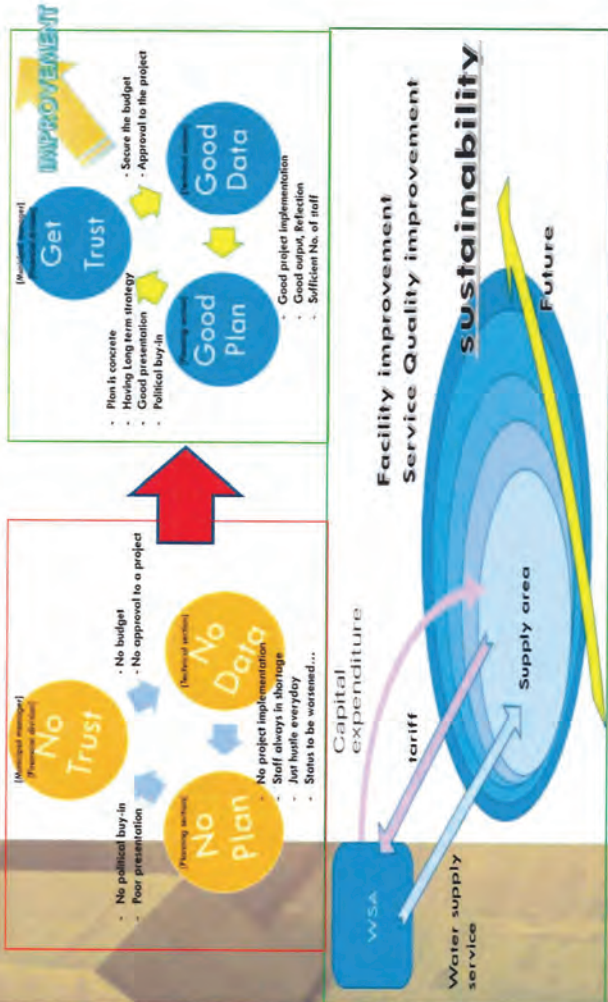 [Municipal manager]
[Financial division]
No
Trust
- No political buy-in
- Poor presentation
- No budget
- No approval to a project
[Planning section]
No
Plan
[Technical section]
No
Data
- No project implementation
- Staff always in shortage
- Just hustle everyday
- Status to be worsened…
IMPROVEMENT
[Municipal manager]
[Financial division]
Get
Trust
- Plan is concrete
- Having Long term strategy
- Good presentation
- Political buy-in
- Secure the budget
- Approval to the project
[Planning section]
Good
Plan
[Technical section]
Good
Data
- Good project implementation
- Good output, Reflection
- Sufficient No. of staff
WSA
Capital
expenditure
tariff
Water supply
service
Supply area
Facility improvement
Service Quality improvement
sustainability
Future